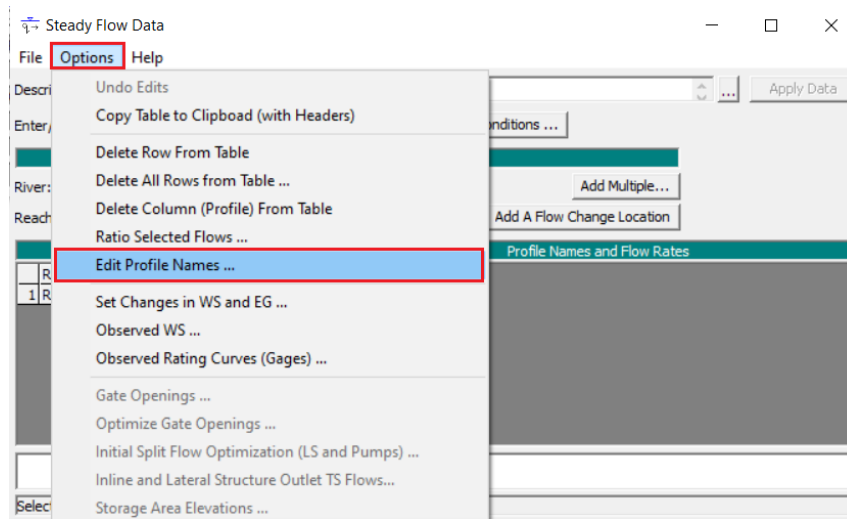 Steady Flow Data
File Options Help
Descri
... Apply Data
Enter/
onditions ...
River:
Add Multiple...
Reach
Add A Flow Change Location
Profile Names and Flow Rates
R
1 R
Selec
Undo Edits
Copy Table to Clipboad (with Headers)
Delete Row From Table
Delete All Rows from Table ...
Delete Column (Profile) From Table
Ratio Selected Flows ...
Edit Profile Names ...
Set Changes in WS and EG ...
Observed WS ...
Observed Rating Curves (Gages) ...
Gate Openings ...
Optimize Gate Openings ...
Initial Split Flow Optimization (LS and Pumps) ...
Inline and Lateral Structure Outlet TS Flows...
Storage Area Elevations ...